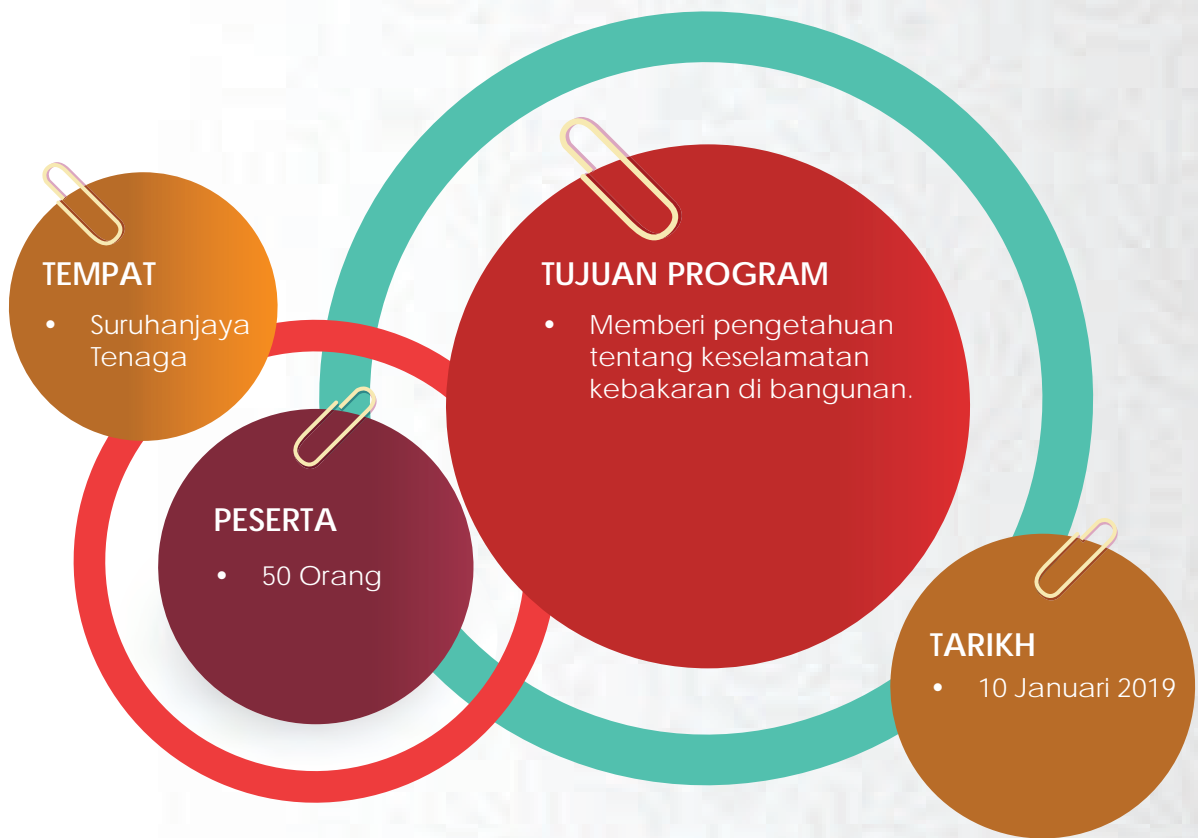 TEMPAT
• Suruhanjaya
Tenaga
TUJUAN PROGRAM
• Memberi pengetahuan
tentang keselamatan
kebakaran di bangunan.
PESERTA
• 50 Orang
TARIKH
• 10 Januari 2019